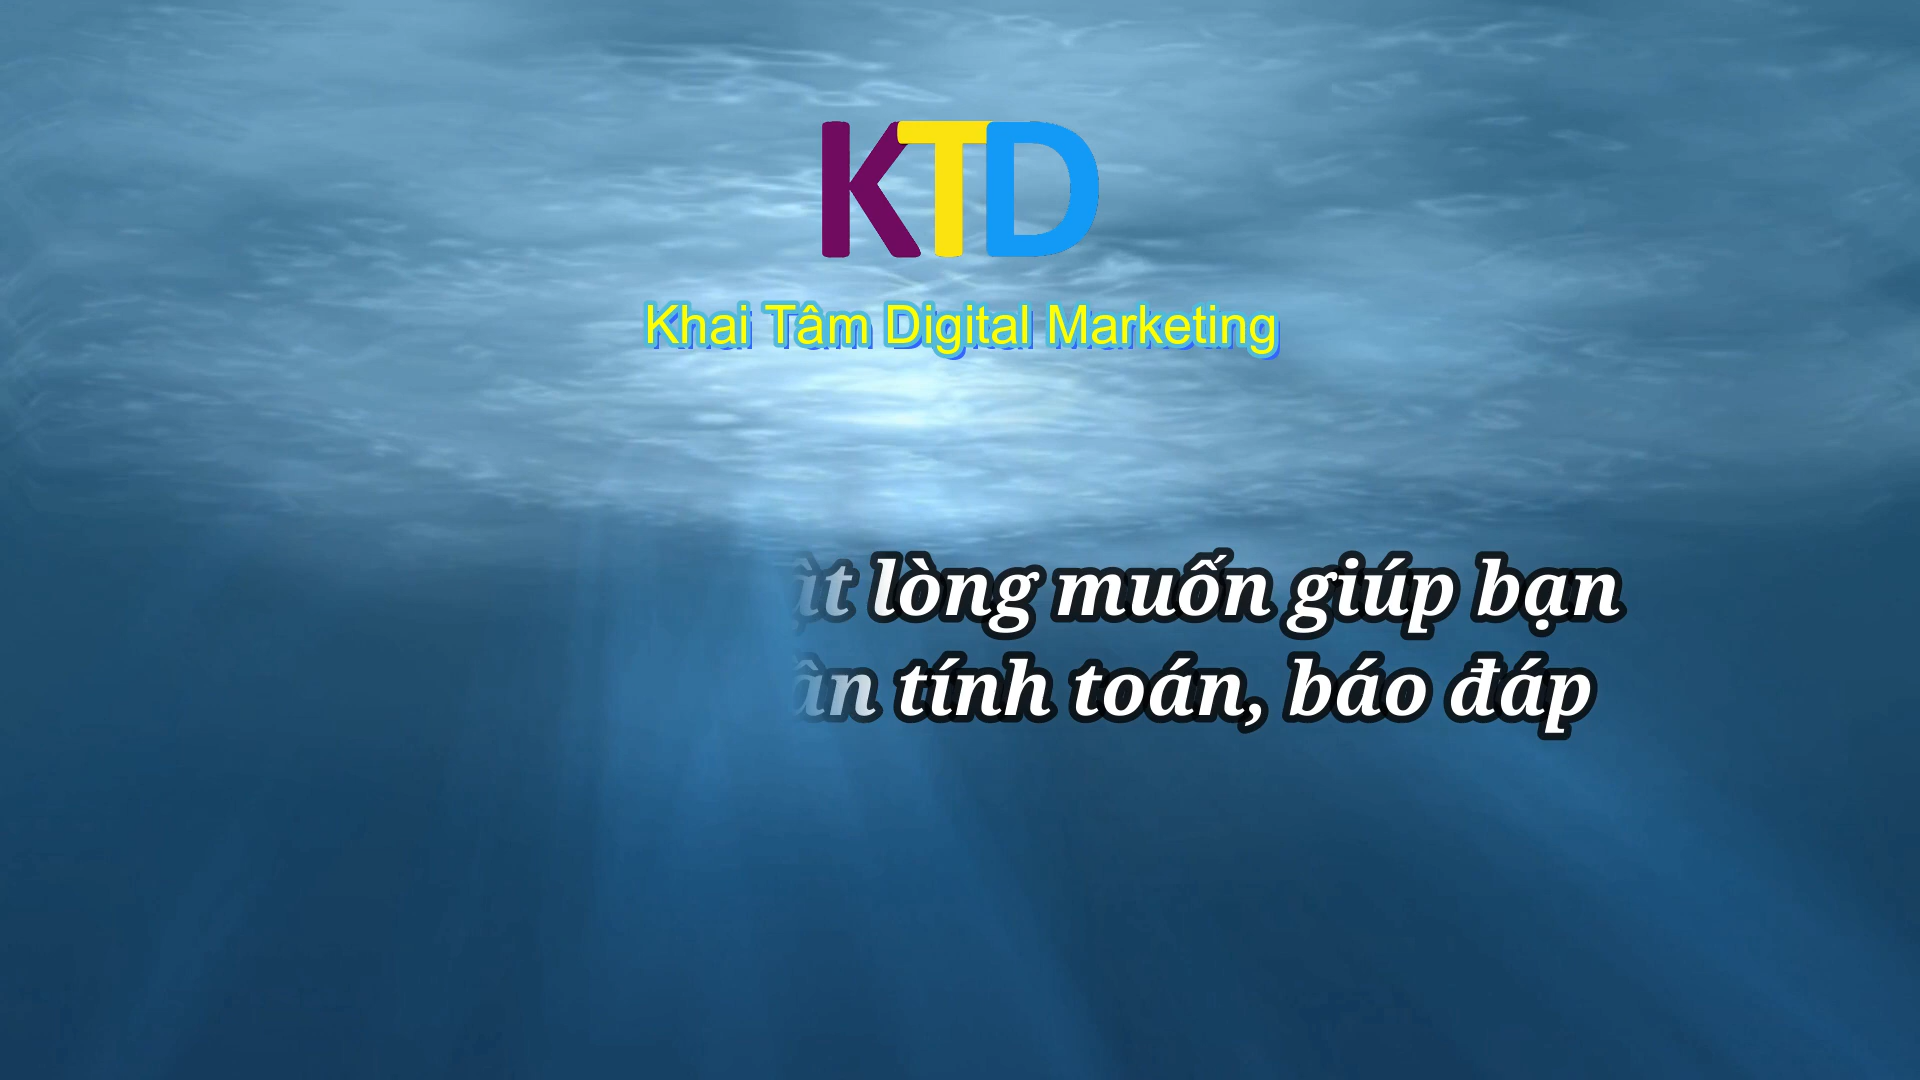 KTD
Khai Tâm Digital Marketing
lòng muốn giúp bạn
tính toán, báo đáp